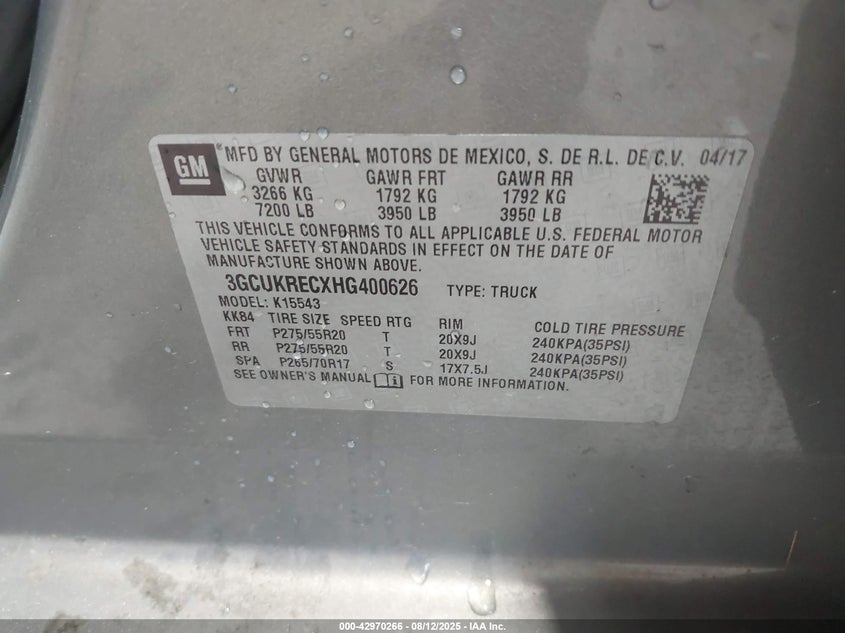 GM
MFD BY GENERAL MOTORS DE MEXICO, S. DE R.L. DE C.V. 04/17
GVWR GAWR FRT GAWR RR
3266 KG 1792 KG 1792 KG
7200 LB 3950 LB 3950 LB
THIS VEHICLE CONFORMS TO ALL APPLICABLE U.S. FEDERAL MOTOR
VEHICLE SAFETY STANDARDS IN EFFECT ON THE DATE OF
MANUFACTURE SHOWN ABOVE.
3GCUKRECXHG400626 TYPE: TRUCK
MODEL: K15543
KK84 TIRE SIZE SPEED RTG RIM COLD TIRE PRESSURE
FRT P275/55R20 T 20X9J 240KPA(35PSI)
RR P275/55R20 T 20X9J 240KPA(35PSI)
SPA P265/70R17 S 17X7.5J 240KPA(35PSI)
SEE OWNER'S MANUAL FOR MORE INFORMATION.
000-42970266 - 08/12/2025 - IAA Inc.